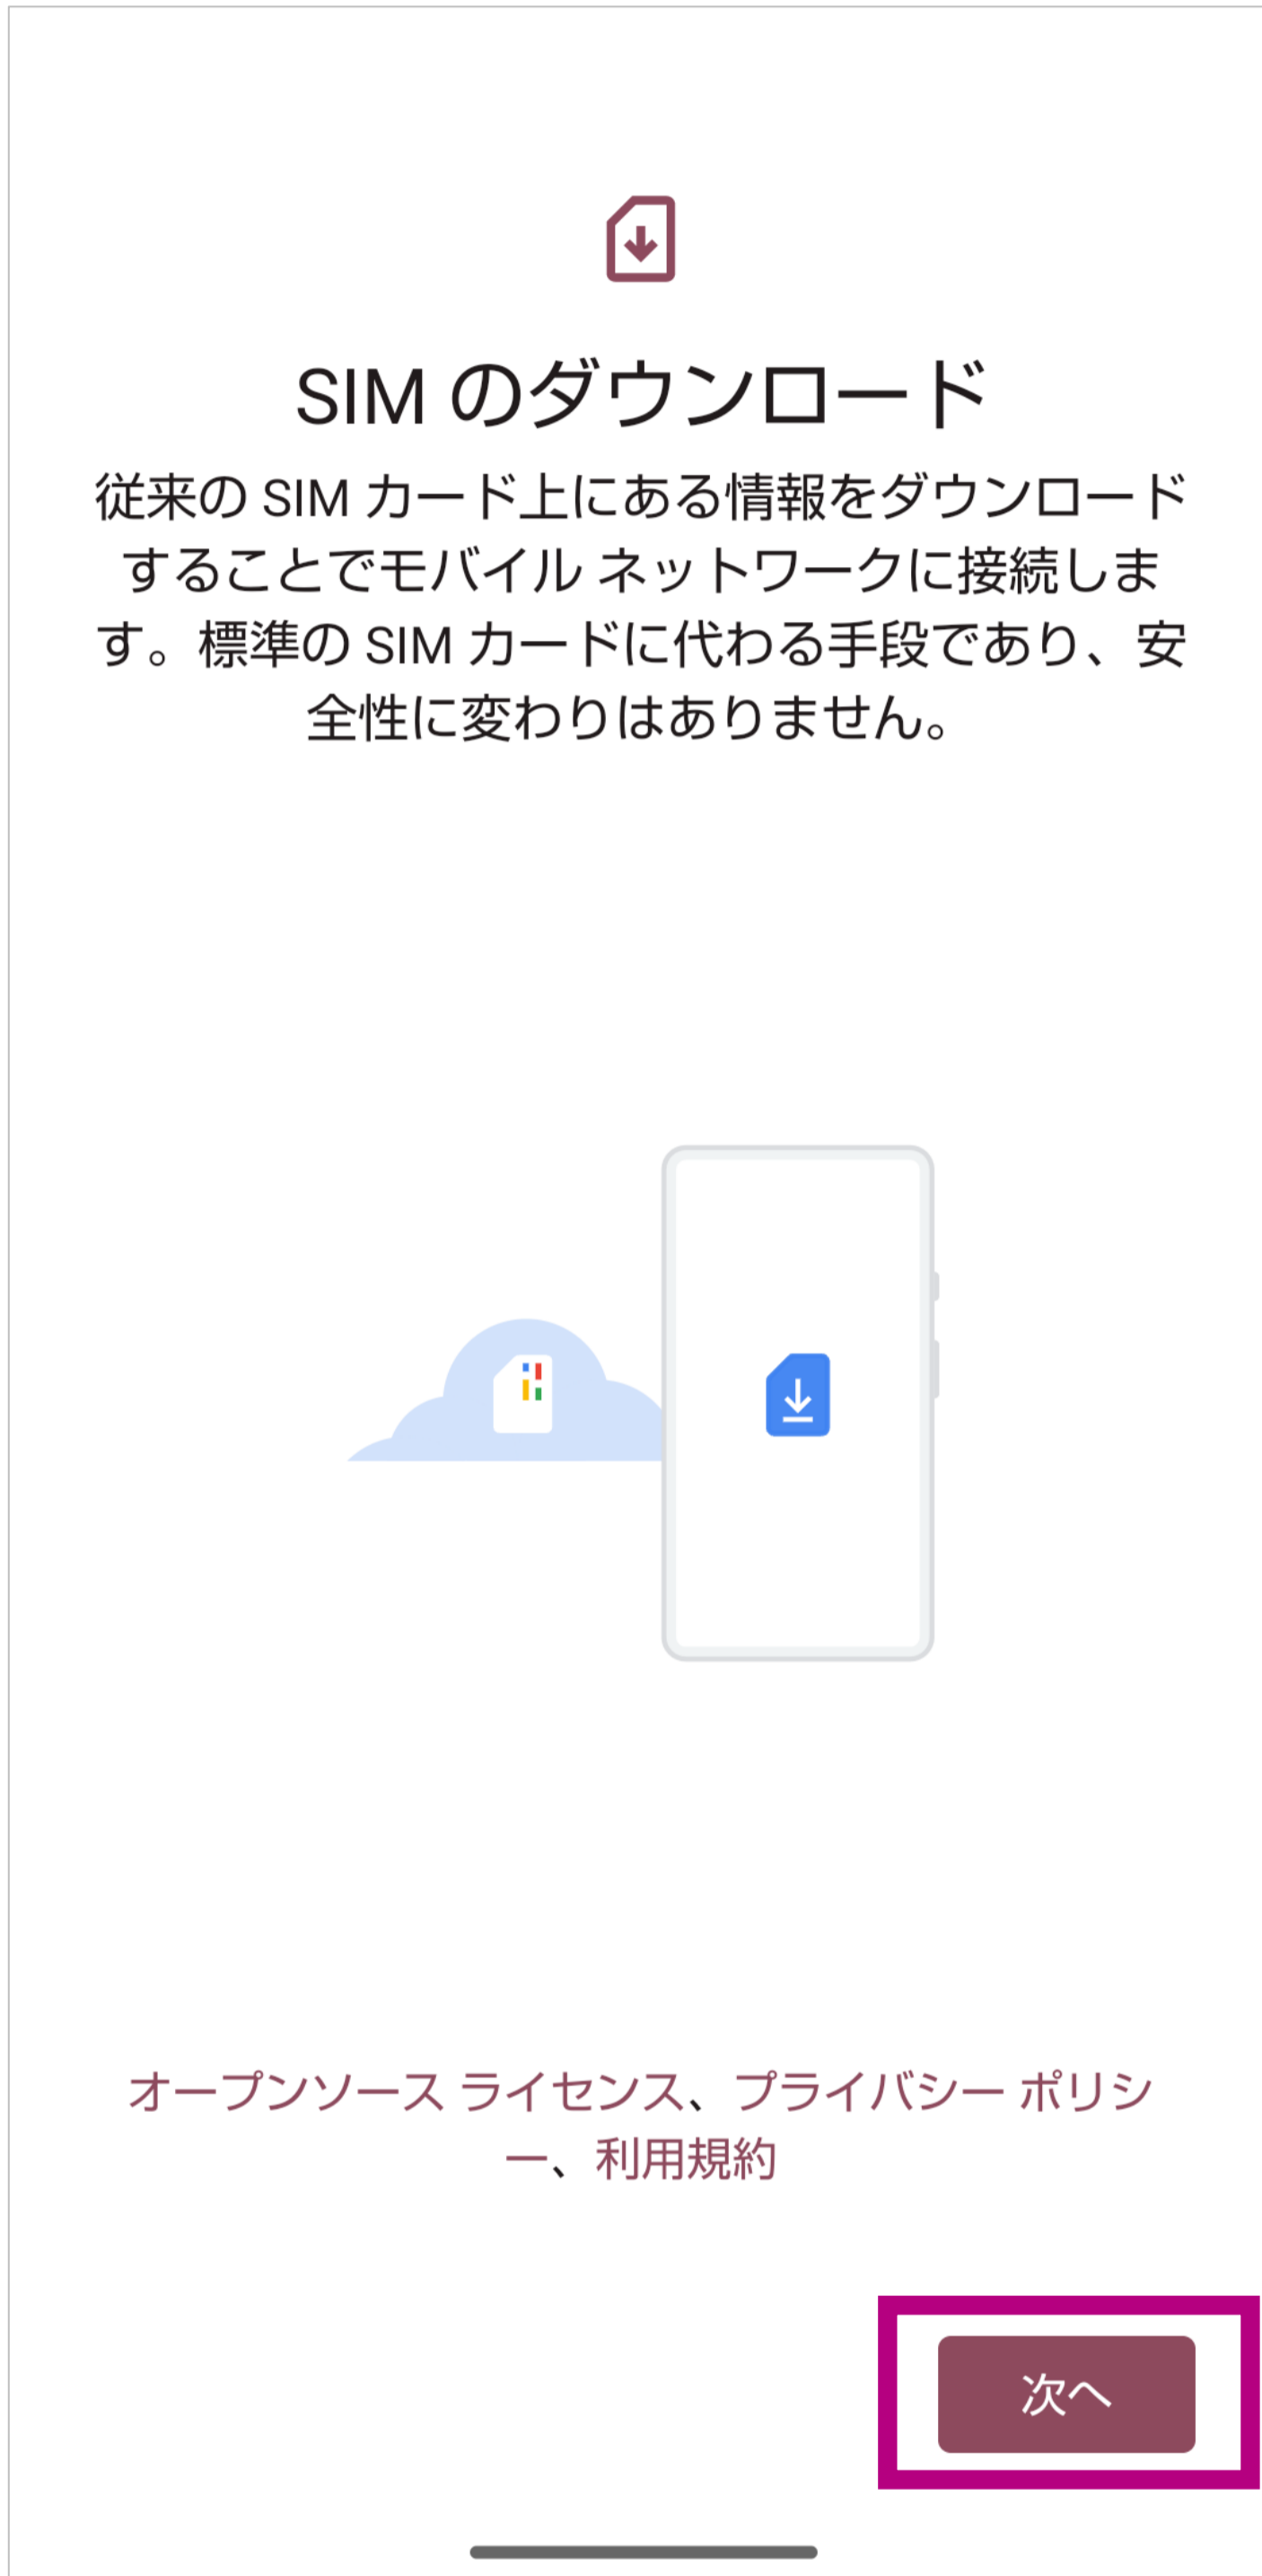 SIM のダウンロード
従来の SIM カード上にある情報をダウンロード
することでモバイル ネットワークに接続しま
す。標準の SIM カードに代わる手段であり、安
全性に変わりはありません。
オープンソース ライセンス、プライバシー ポリシ
ー、利用規約
次へ